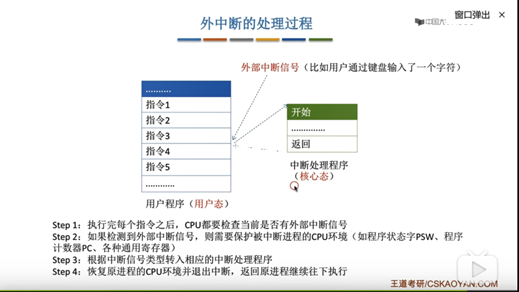 外中断的处理过程
窗口弹出 ×
外部中断信号（比如用户通过键盘输入了一个字符）
..........
指令1
指令2
指令3
指令4
指令5
............
用户程序（用户态）
开始
..............
返回
中断处理程序
（核心态）
Step 1：执行完每个指令之后，CPU都要检查当前是否有外部中断信号
Step 2：如果检测到外部中断信号，则需要保护被中断进程的CPU环境（如程序状态字PSW、程序
计数器PC、各种通用寄存器）
Step 3：根据中断信号类型转入相应的中断处理程序
Step 4：恢复原进程的CPU环境并退出中断，返回原进程继续往下执行
王道考研/CSKAOYAN.COM